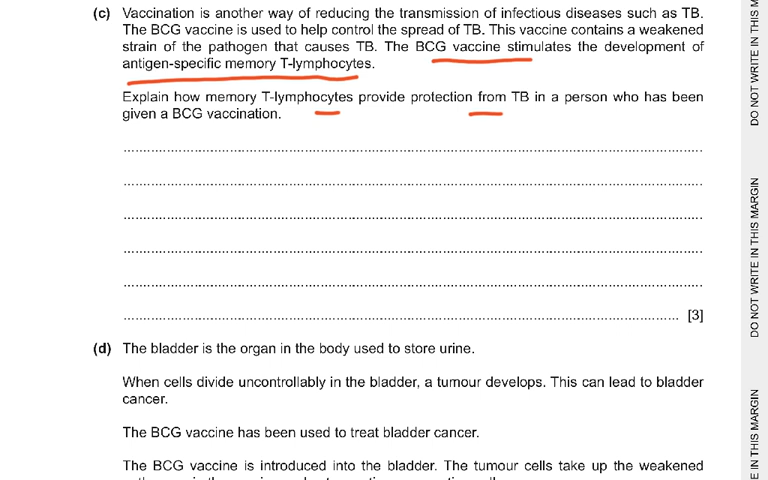 (c) Vaccination is another way of reducing the transmission of infectious diseases such as TB.
The BCG vaccine is used to help control the spread of TB. This vaccine contains a weakened
strain of the pathogen that causes TB. The BCG vaccine stimulates the development of
antigen-specific memory T-lymphocytes.
Explain how memory T-lymphocytes provide protection from TB in a person who has been
given a BCG vaccination.
[3]
(d) The bladder is the organ in the body used to store urine.
When cells divide uncontrollably in the bladder, a tumour develops. This can lead to bladder
cancer.
The BCG vaccine has been used to treat bladder cancer.
The BCG vaccine is introduced into the bladder. The tumour cells take up the weakened
DO NOT WRITE IN THIS M
DO NOT WRITE IN THIS MARGIN
E IN THIS MARGIN